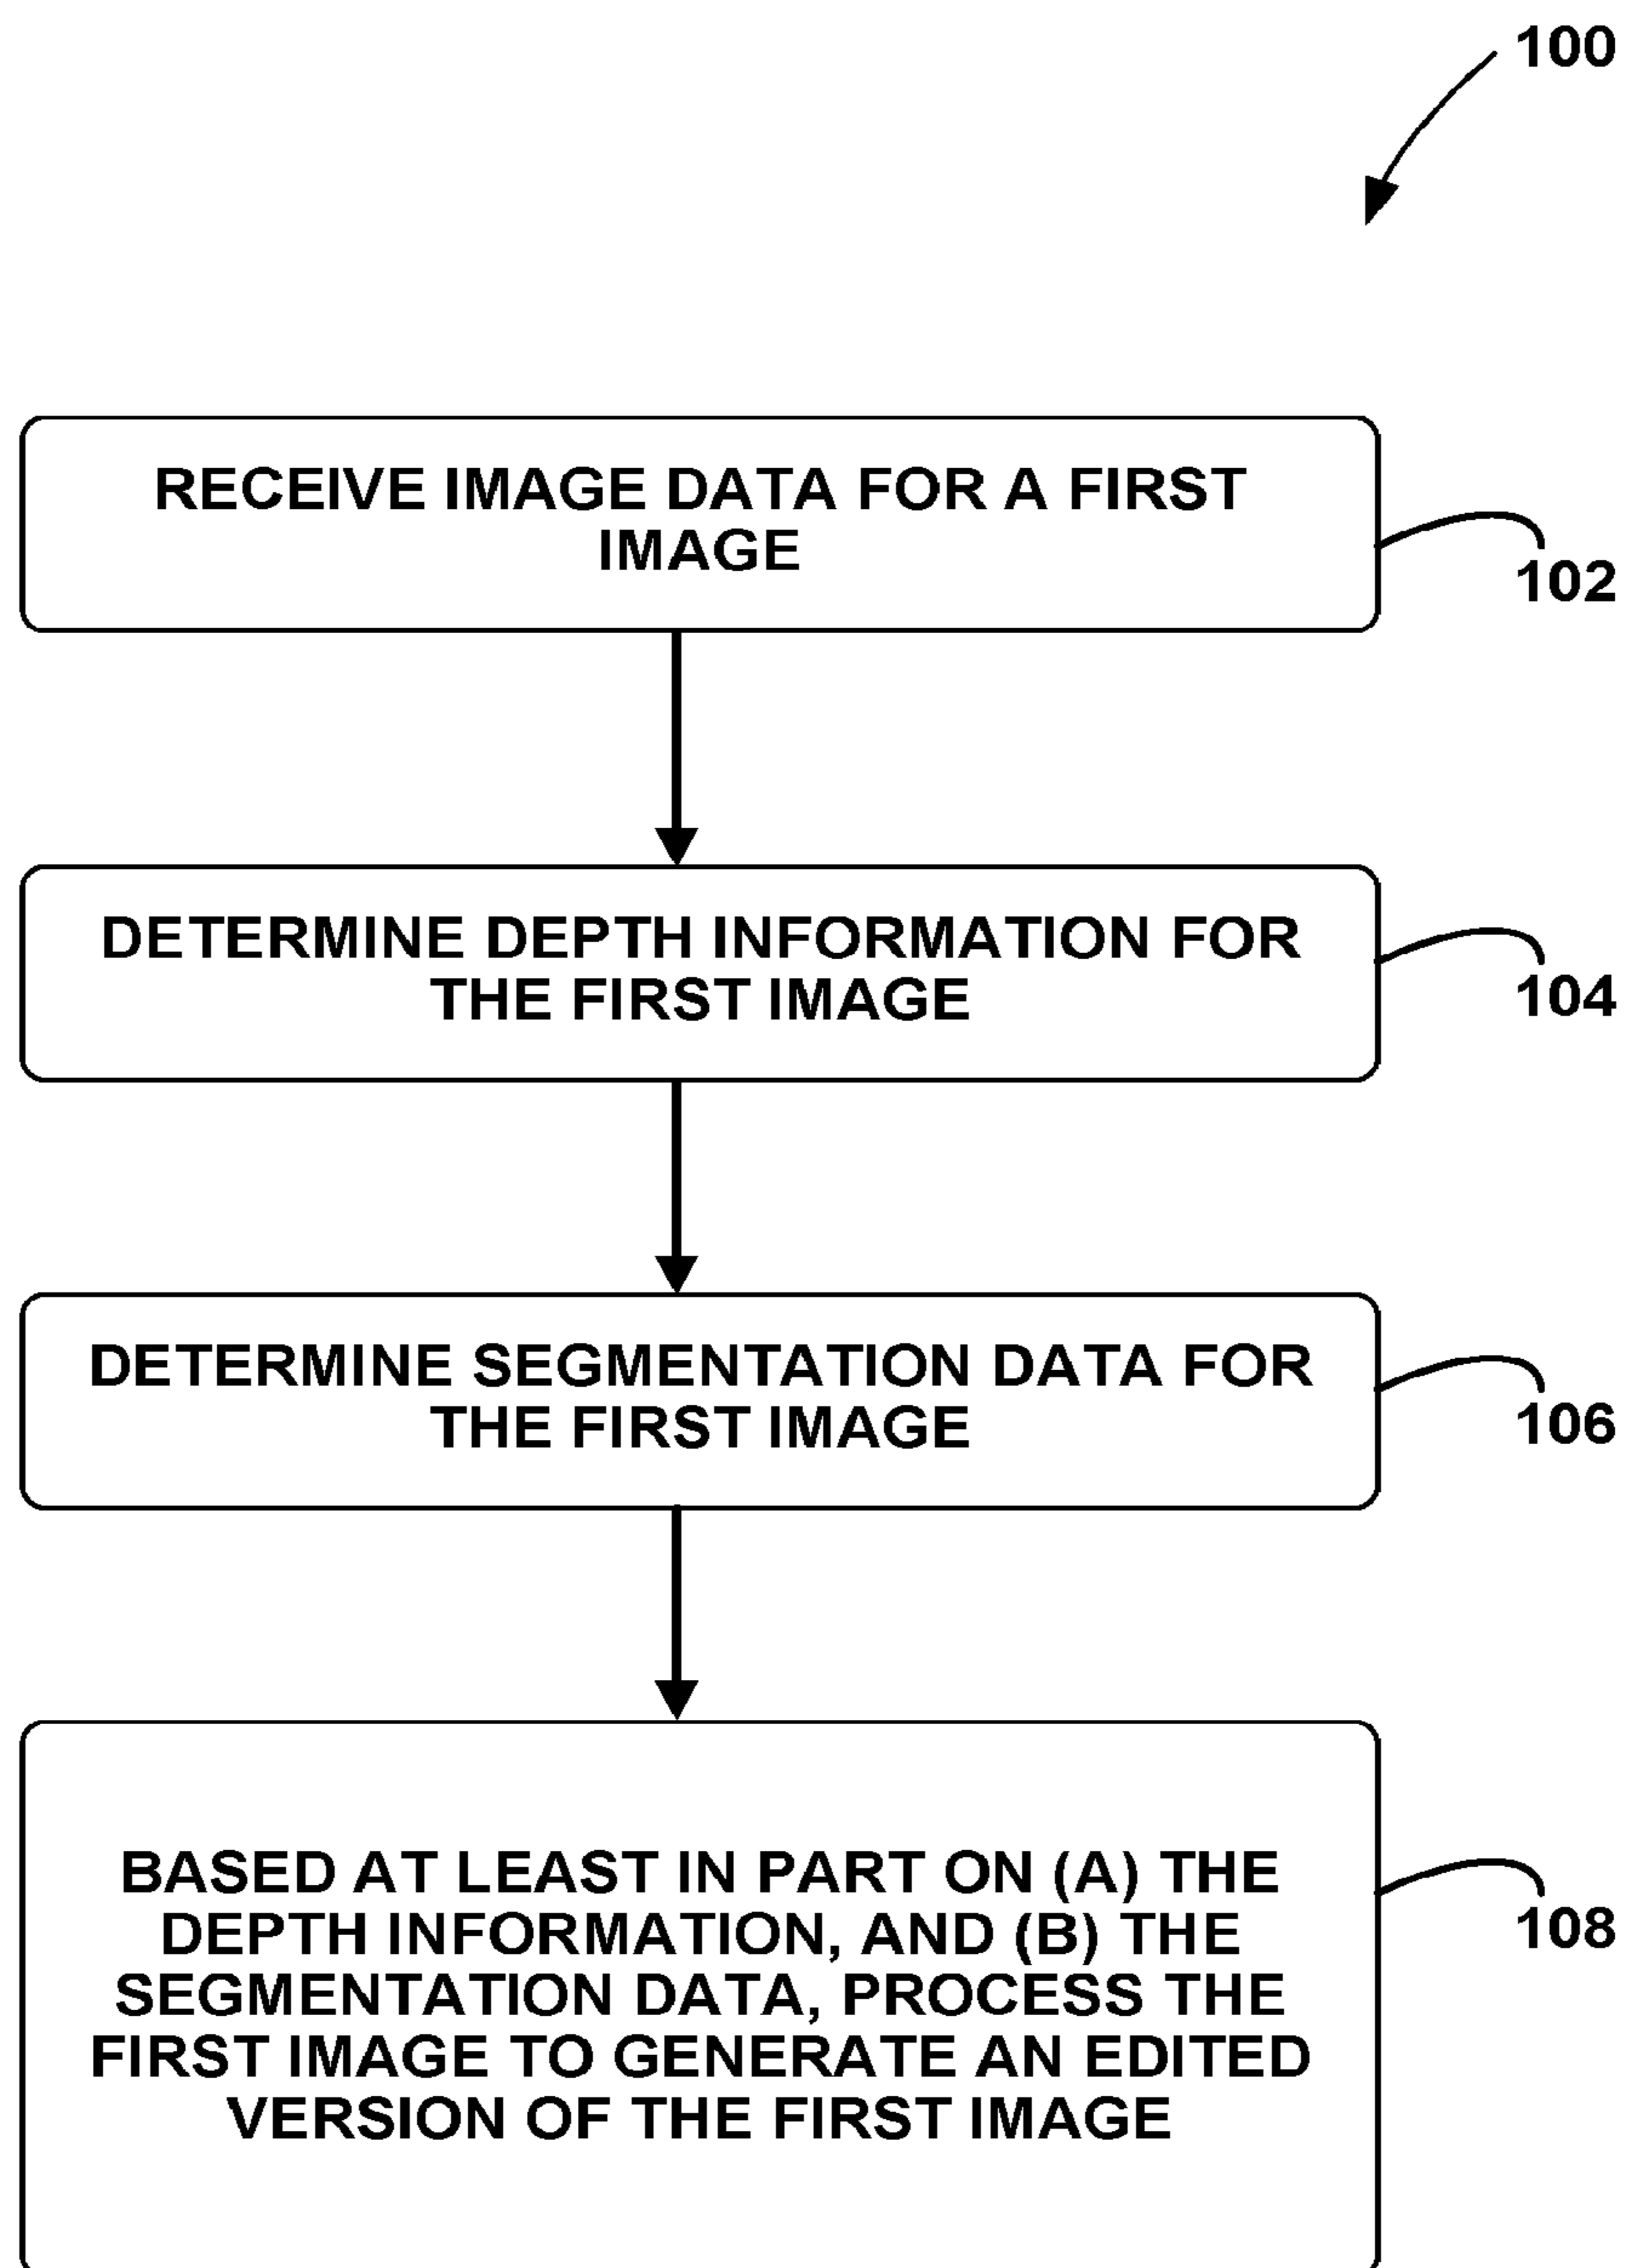 100
RECEIVE IMAGE DATA FOR A FIRST
IMAGE
102
DETERMINE DEPTH INFORMATION FOR
THE FIRST IMAGE
104
DETERMINE SEGMENTATION DATA FOR
THE FIRST IMAGE
106
BASED AT LEAST IN PART ON (A) THE
DEPTH INFORMATION, AND (B) THE
SEGMENTATION DATA, PROCESS THE
FIRST IMAGE TO GENERATE AN EDITED
VERSION OF THE FIRST IMAGE
108